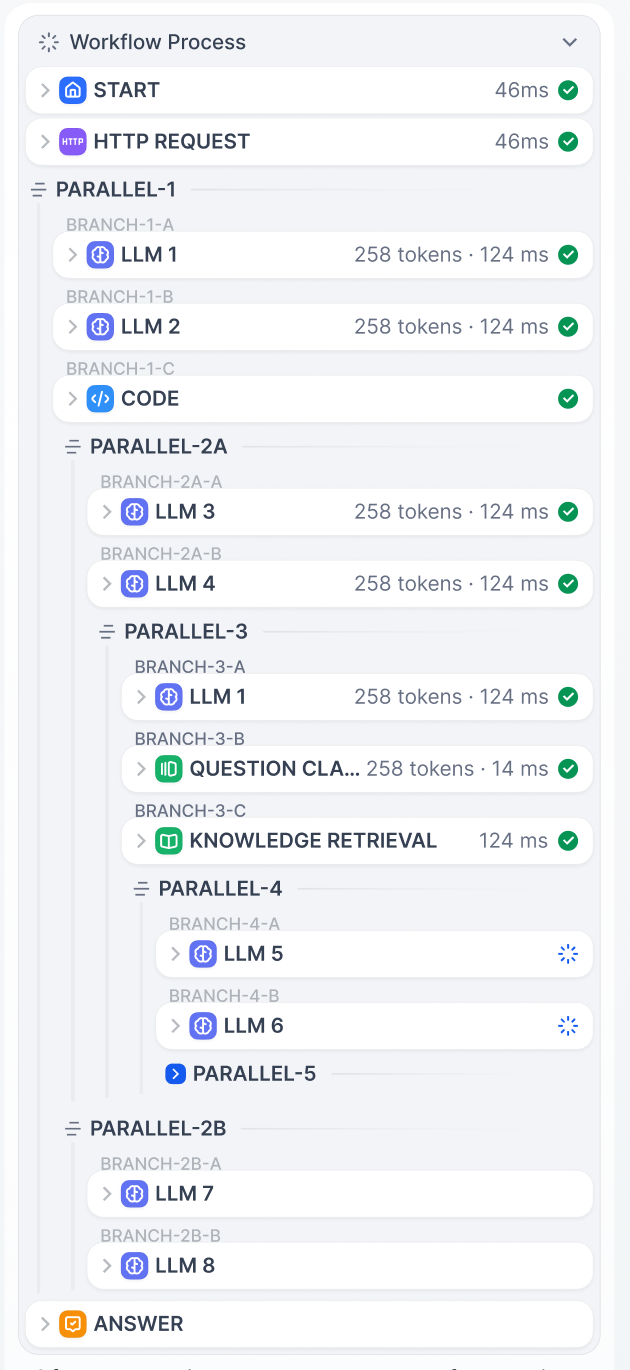 Workflow Process
START 46ms
HTTP HTTP REQUEST 46ms
PARALLEL-1
BRANCH-1-A
LLM 1 258 tokens · 124 ms
BRANCH-1-B
LLM 2 258 tokens · 124 ms
BRANCH-1-C
CODE
PARALLEL-2A
BRANCH-2A-A
LLM 3 258 tokens · 124 ms
BRANCH-2A-B
LLM 4 258 tokens · 124 ms
PARALLEL-3
BRANCH-3-A
LLM 1 258 tokens · 124 ms
BRANCH-3-B
QUESTION CLA... 258 tokens · 14 ms
BRANCH-3-C
KNOWLEDGE RETRIEVAL 124 ms
PARALLEL-4
BRANCH-4-A
LLM 5
BRANCH-4-B
LLM 6
PARALLEL-5
PARALLEL-2B
BRANCH-2B-A
LLM 7
BRANCH-2B-B
LLM 8
ANSWER